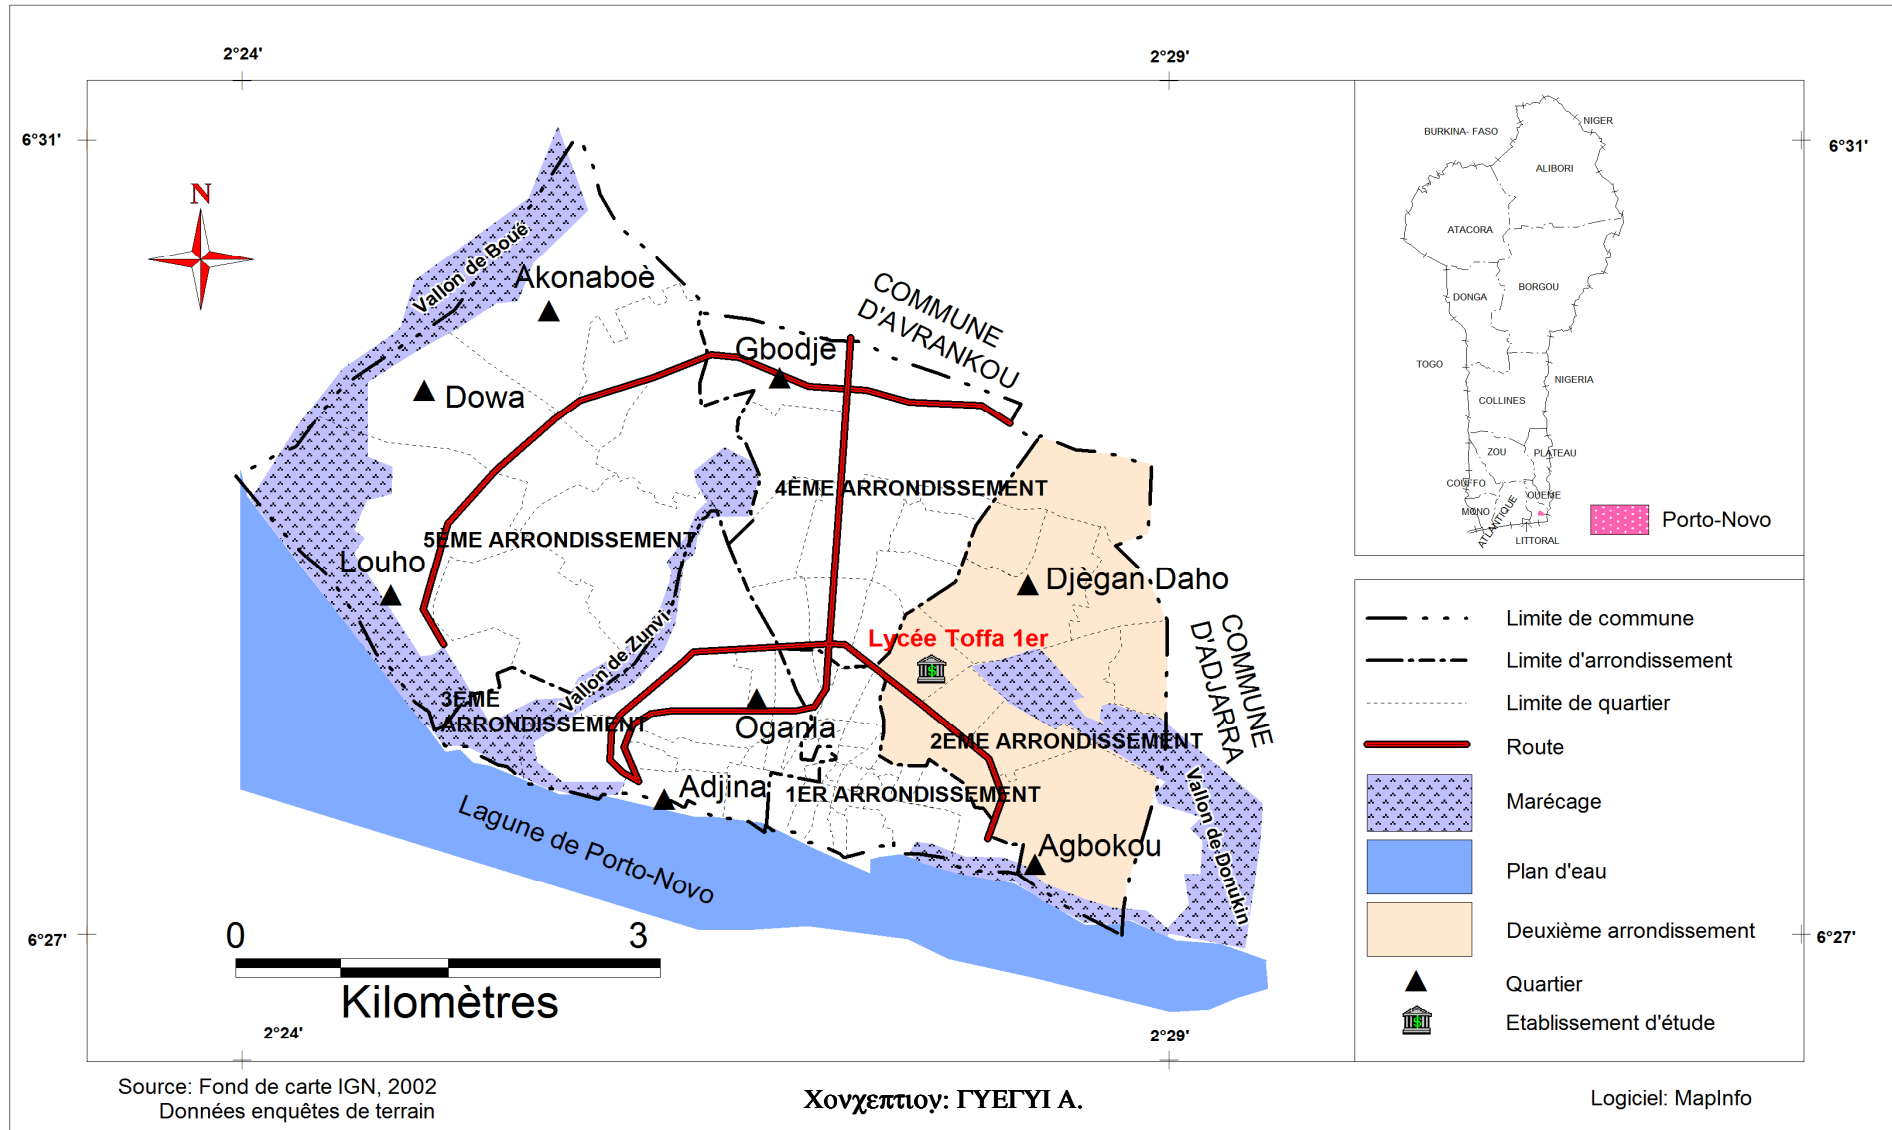 2°24'
2°29'
6°31'
6°31'
N
Vallon de Boué
Akonaboè
Dowa
Gbodjè
COMMUNE
D'AVRANKOU
4ÈME ARRONDISSEMENT
5ÈME ARRONDISSEMENT
Louho
Djègan Daho
Lycée Toffa 1er
COMMUNE
D'ADJARRA
Vallon de Zunvi
3ÈME
ARRONDISSEMENT
Oganla
2ÈME ARRONDISSEMENT
Adjina
1ER ARRONDISSEMENT
Agbokou
Vallon de Donukin
Lagune de Porto-Novo
0 3
Kilomètres
6°27'
6°27'
2°24'
2°29'
BURKINA- FASO
NIGER
ALIBORI
ATACORA
DONGA
BORGOU
TOGO
NIGERIA
COLLINES
ZOU
PLATEAU
COUFFO
OUEME
MONO
ATLANTIQUE
LITTORAL
Porto-Novo
Limite de commune
Limite d'arrondissement
Limite de quartier
Route
Marécage
Plan d'eau
Deuxième arrondissement
Quartier
Etablissement d'étude
Source: Fond de carte IGN, 2002
Données enquêtes de terrain
Χονχεπτιον: ΓΥΕΓΥΙ Α.
Logiciel: MapInfo